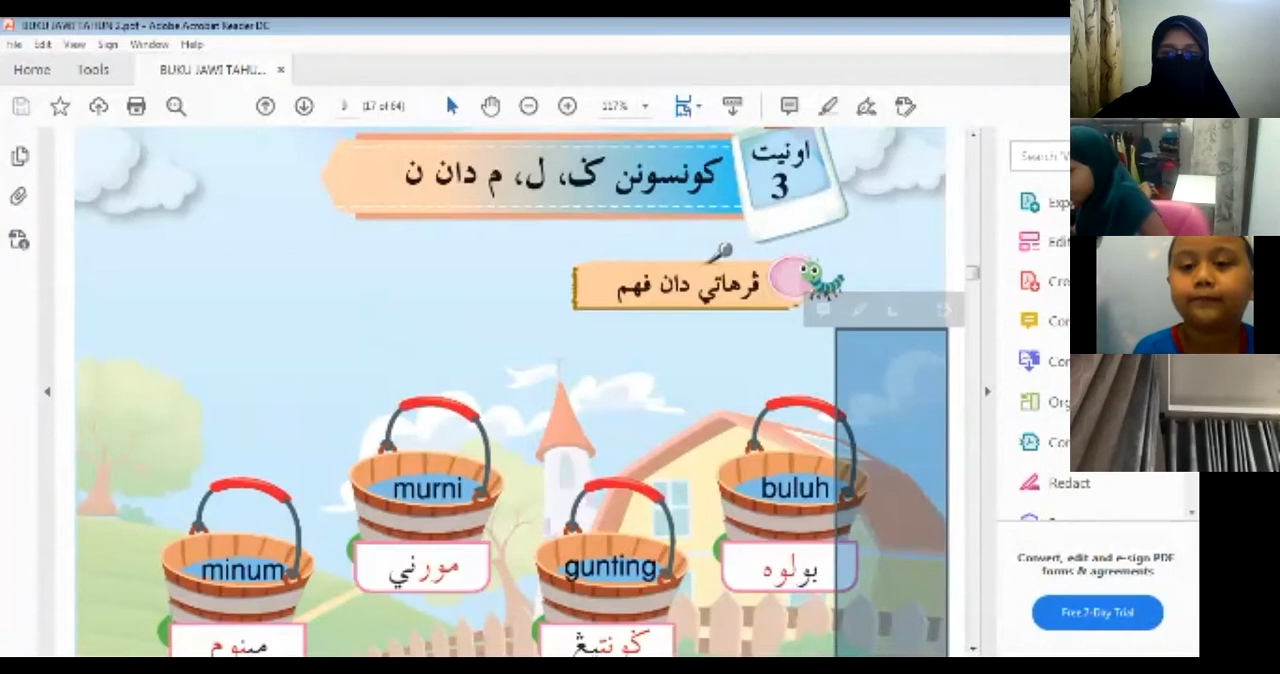 BUKU JAWI TAHUN 2.pdf - Adobe Acrobat Reader DC
File Edit View Sign Window Help
Home Tools BUKU JAWI TAHU... ×
(17 of 64) 117%
اونيت
3
کونسونن ݢ، ل، م دان ن
ڤرهاتي دان فهم
Search
murni
buluh
minum
gunting
مورني
بولوه
مينوم
ݢونتيڠ
Redact
Convert, edit and e-sign PDF
forms & agreements
Free 7-Day Trial